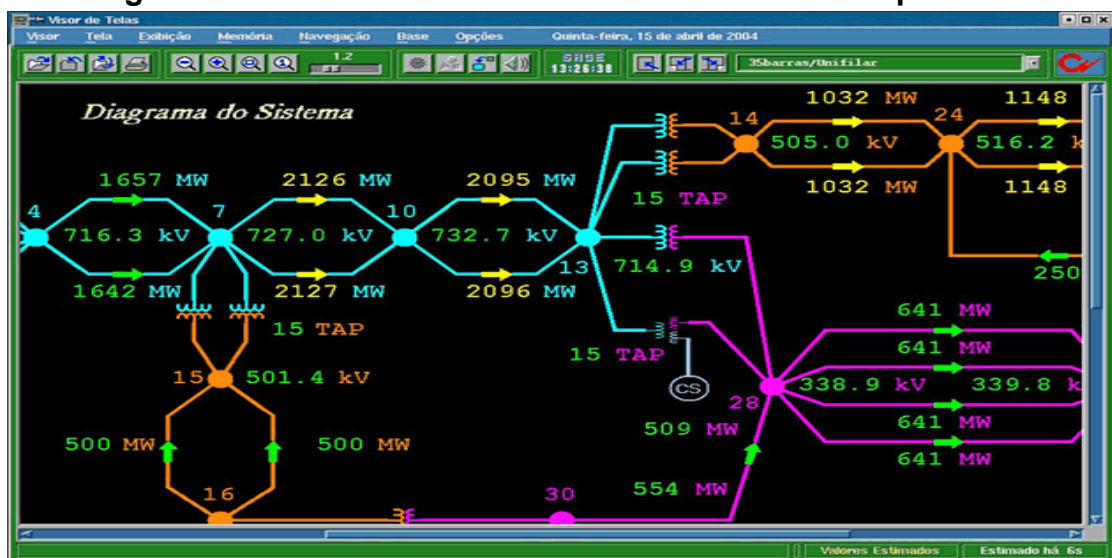 Visor de Telas
Visor Tela Exibição Memória Navegação Base Opções Quinta-feira, 15 de abril de 2004
1.2
SAGE
13:26:38
35barras/Unifilar
Diagrama do Sistema
1032 MW
1148
14
24
505.0 kV
516.2 k
1032 MW
1148
1657 MW
2126 MW
2095 MW
15 TAP
4
7
10
716.3 kV
727.0 kV
732.7 kV
13
714.9 kV
250
1642 MW
2127 MW
2096 MW
15 TAP
15 TAP
641 MW
641 MW
15
501.4 kV
CS
338.9 kV
339.8 k
28
500 MW
500 MW
509 MW
641 MW
641 MW
16
30
554 MW
Valores Estimados
Estimado há 6s